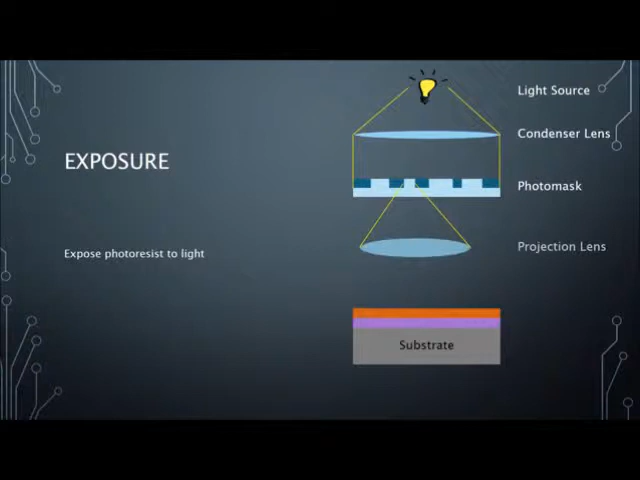 EXPOSURE
Expose photoresist to light
Light Source
Condenser Lens
Photomask
Projection Lens
Substrate